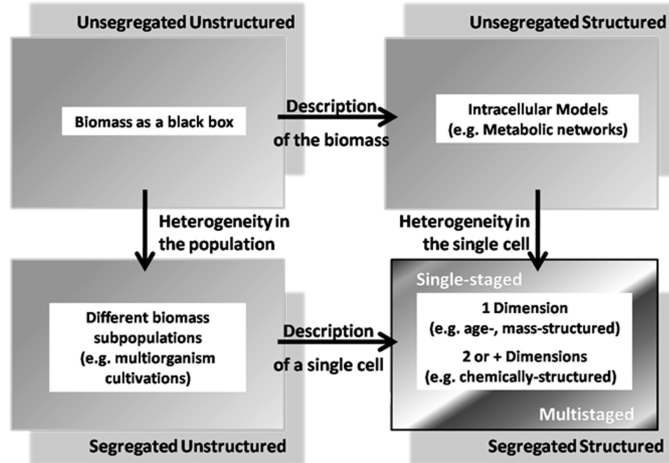 Unsegregated Unstructured
Unsegregated Structured
Biomass as a black box
Description
of the biomass
Intracellular Models
(e.g. Metabolic networks)
Heterogeneity in
the population
Heterogeneity in
the single cell
Different biomass
subpopulations
(e.g. multiorganism
cultivations)
Description
of a single cell
Single-staged
1 Dimension
(e.g. age-, mass-structured)
2 or + Dimensions
(e.g. chemically-structured)
Multistaged
Segregated Unstructured
Segregated Structured